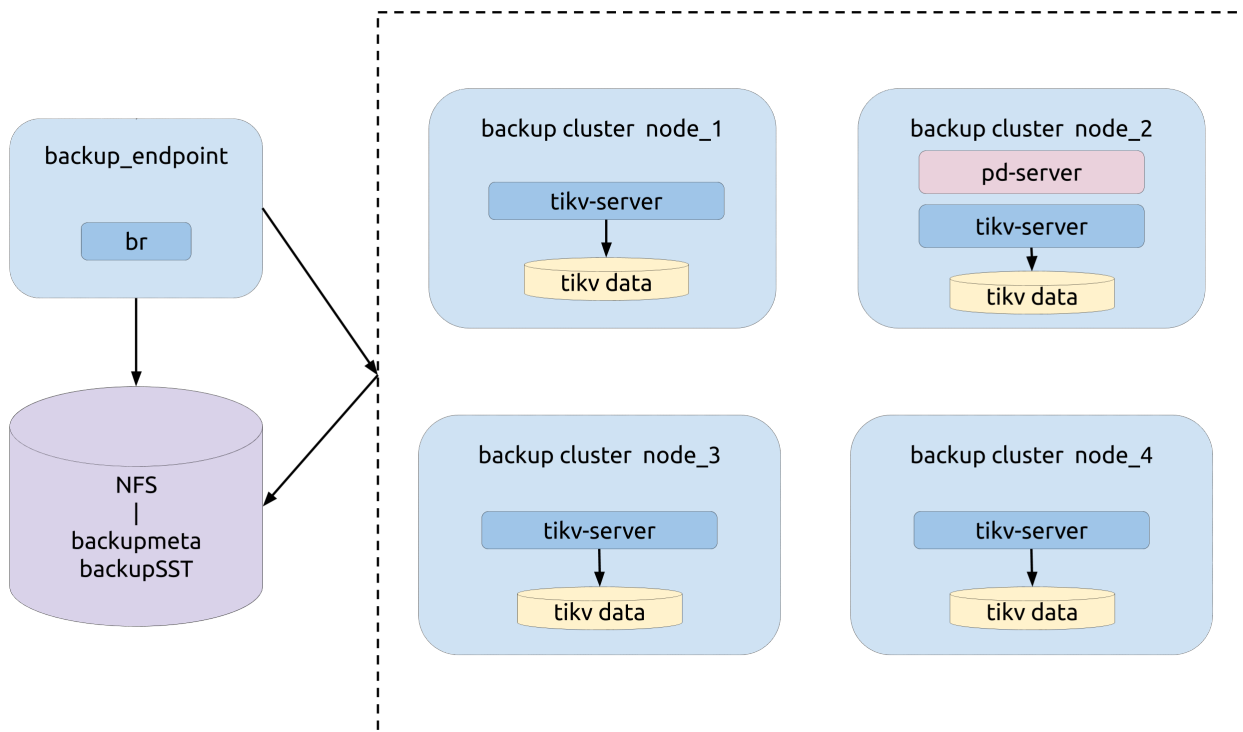 backup_endpoint
br
NFS
|
backupmeta
backupSST
backup cluster  node_1
tikv-server
tikv data
backup cluster  node_2
pd-server
tikv-server
tikv data
backup cluster  node_3
tikv-server
tikv data
backup cluster  node_4
tikv-server
tikv data